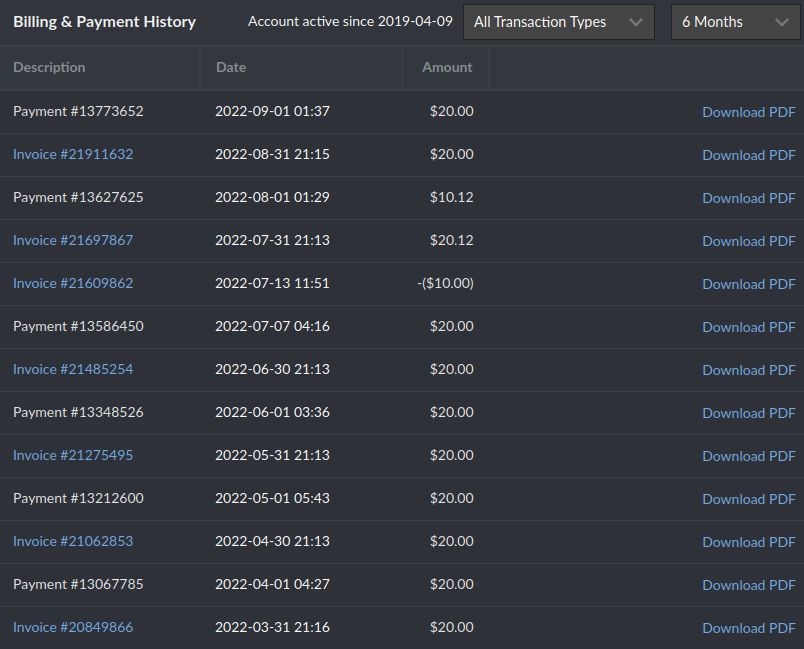 Billing & Payment History Account active since 2019-04-09 All Transaction Types 6 Months
Description Date Amount
Payment #13773652 2022-09-01 01:37 $20.00 Download PDF
Invoice #21911632 2022-08-31 21:15 $20.00 Download PDF
Payment #13627625 2022-08-01 01:29 $10.12 Download PDF
Invoice #21697867 2022-07-31 21:13 $20.12 Download PDF
Invoice #21609862 2022-07-13 11:51 -($10.00) Download PDF
Payment #13586450 2022-07-07 04:16 $20.00 Download PDF
Invoice #21485254 2022-06-30 21:13 $20.00 Download PDF
Payment #13348526 2022-06-01 03:36 $20.00 Download PDF
Invoice #21275495 2022-05-31 21:13 $20.00 Download PDF
Payment #13212600 2022-05-01 05:43 $20.00 Download PDF
Invoice #21062853 2022-04-30 21:13 $20.00 Download PDF
Payment #13067785 2022-04-01 04:27 $20.00 Download PDF
Invoice #20849866 2022-03-31 21:16 $20.00 Download PDF